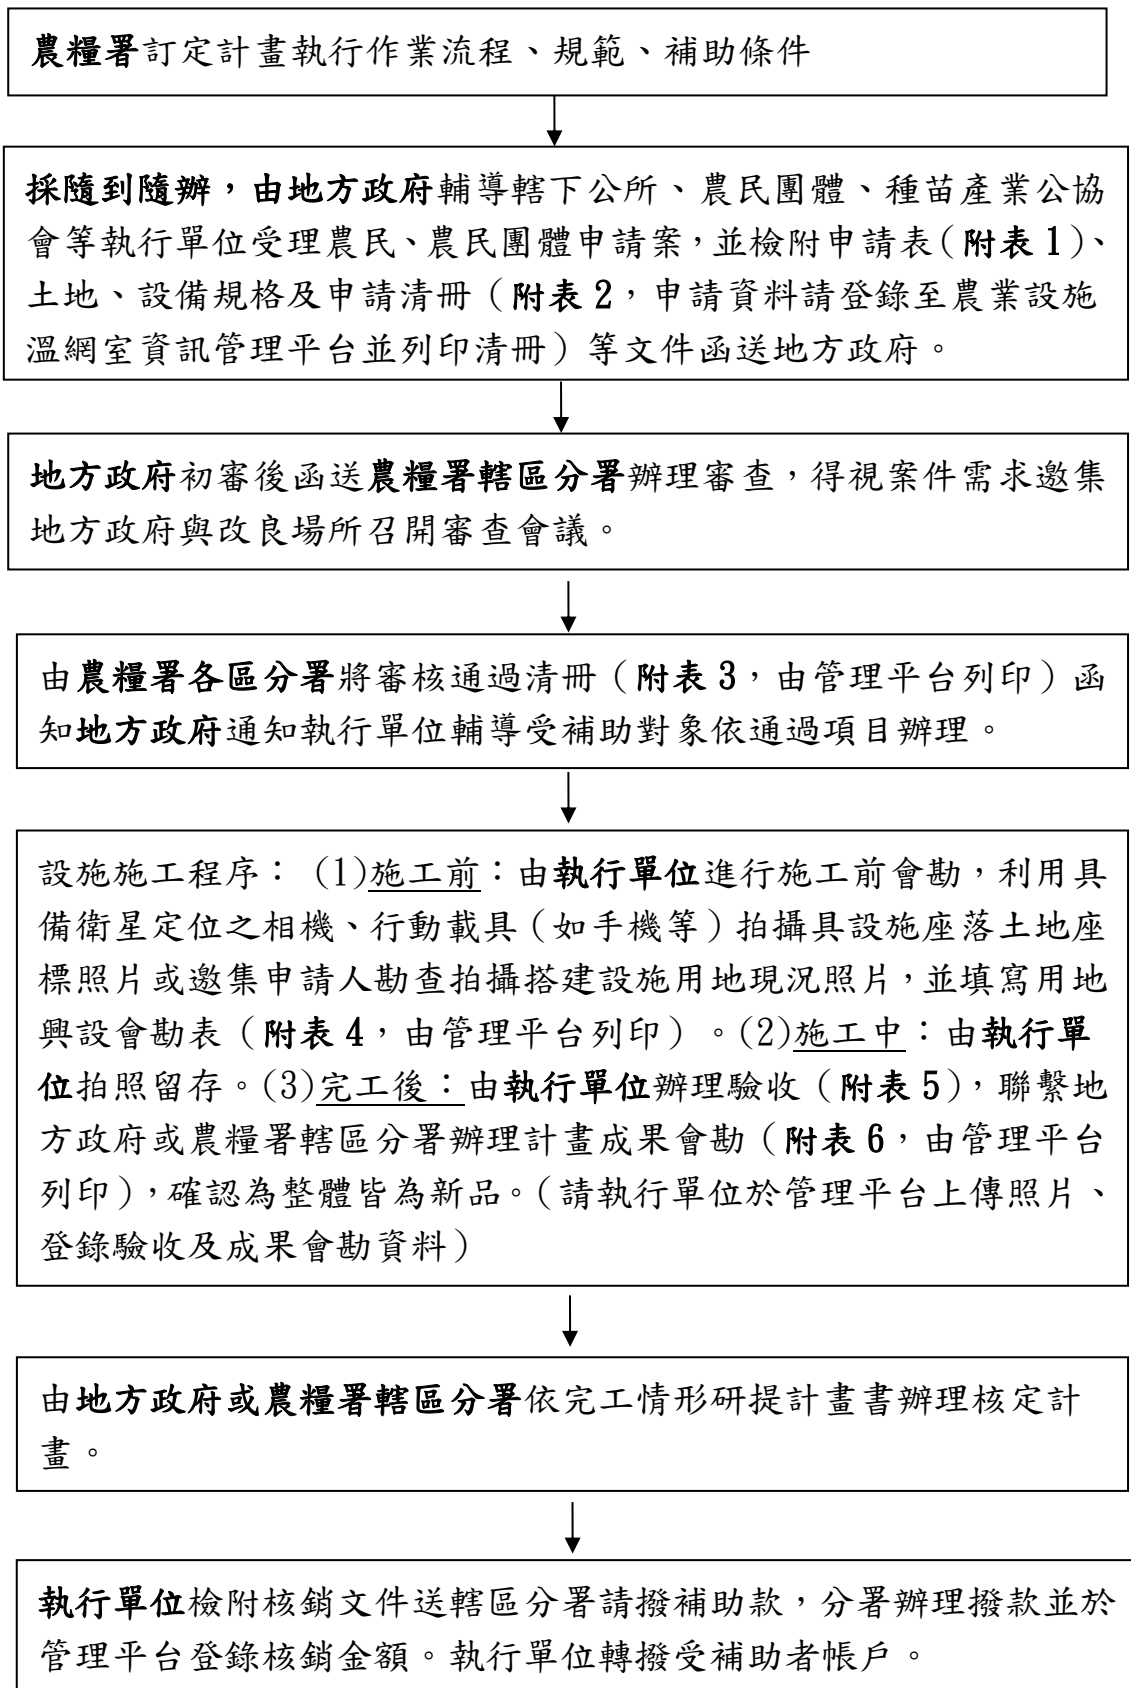 農糧署訂定計畫執行作業流程、規範、補助條件
採隨到隨辦，由地方政府輔導轄下公所、農民團體、種苗產業公協
會等執行單位受理農民、農民團體申請案，並檢附申請表（附表 1）、
土地、設備規格及申請清冊（附表 2，申請資料請登錄至農業設施
溫網室資訊管理平台並列印清冊）等文件函送地方政府。
地方政府初審後函送農糧署轄區分署辦理審查，得視案件需求邀集
地方政府與改良場所召開審查會議。
由農糧署各區分署將審核通過清冊（附表 3，由管理平台列印）函
知地方政府通知執行單位輔導受補助對象依通過項目辦理。
設施施工程序： (1)施工前：由執行單位進行施工前會勘，利用具
備衛星定位之相機、行動載具（如手機等）拍攝具設施座落土地座
標照片或邀集申請人勘查拍攝搭建設施用地現況照片，並填寫用地
興設會勘表（附表 4，由管理平台列印）。(2)施工中：由執行單
位拍照留存。(3)完工後：由執行單位辦理驗收（附表 5），聯繫地
方政府或農糧署轄區分署辦理計畫成果會勘（附表 6，由管理平台
列印），確認為整體皆為新品。（請執行單位於管理平台上傳照片、
登錄驗收及成果會勘資料）
由地方政府或農糧署轄區分署依完工情形研提計畫書辦理核定計
畫。
執行單位檢附核銷文件送轄區分署請撥補助款，分署辦理撥款並於
管理平台登錄核銷金額。執行單位轉撥受補助者帳戶。